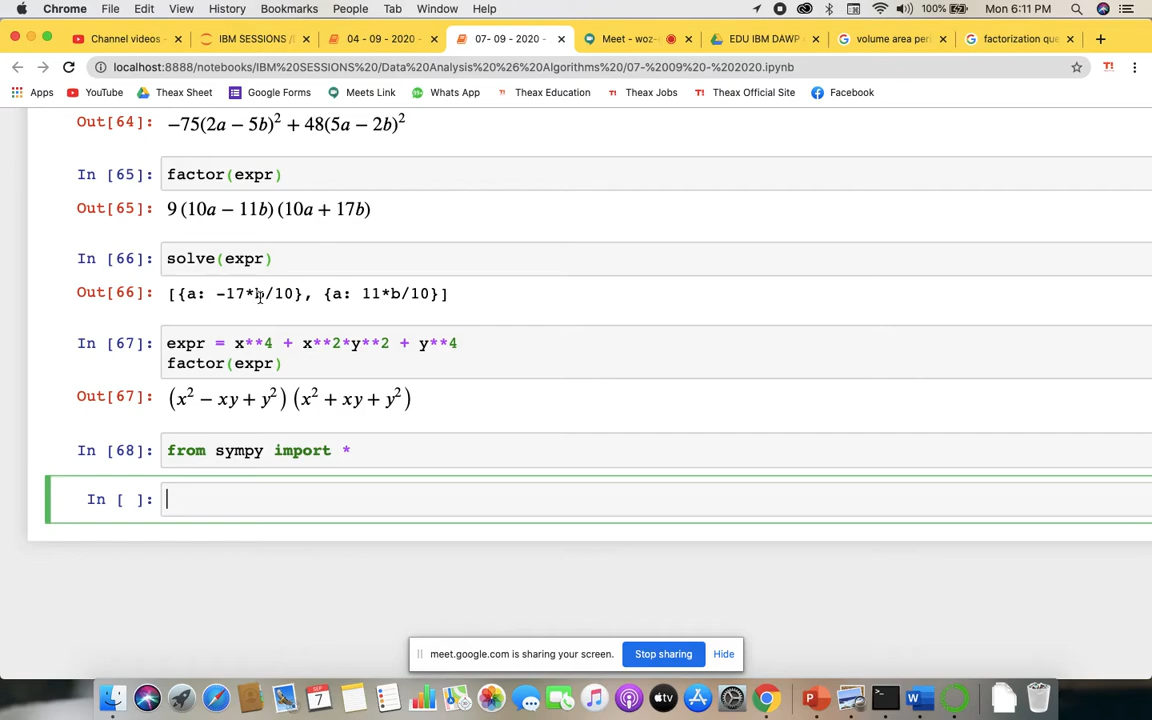 Chrome File Edit View History Bookmarks People Tab Window Help 100% Mon 6:11 PM
Channel videos - IBM SESSIONS / 04 - 09 - 2020 - 07- 09 - 2020 - Meet - woz- EDU IBM DAWP volume area peri factorization que
localhost:8888/notebooks/IBM%20SESSIONS%20/Data%20Analysis%20%26%20Algorithms%20/07-%2009%20-%202020.ipynb
Apps YouTube Theax Sheet Google Forms Meets Link Whats App Theax Education Theax Jobs Theax Official Site Facebook
Out[64]: −75(2a − 5b)² + 48(5a − 2b)²
In [65]: factor(expr)
Out[65]: 9 (10a − 11b) (10a + 17b)
In [66]: solve(expr)
Out[66]: [{a: -17*b/10}, {a: 11*b/10}]
In [67]: expr = x**4 + x**2*y**2 + y**4
factor(expr)
Out[67]: (x² − xy + y²) (x² + xy + y²)
In [68]: from sympy import *
In [ ]:
meet.google.com is sharing your screen. Stop sharing Hide
SEP
7
tv